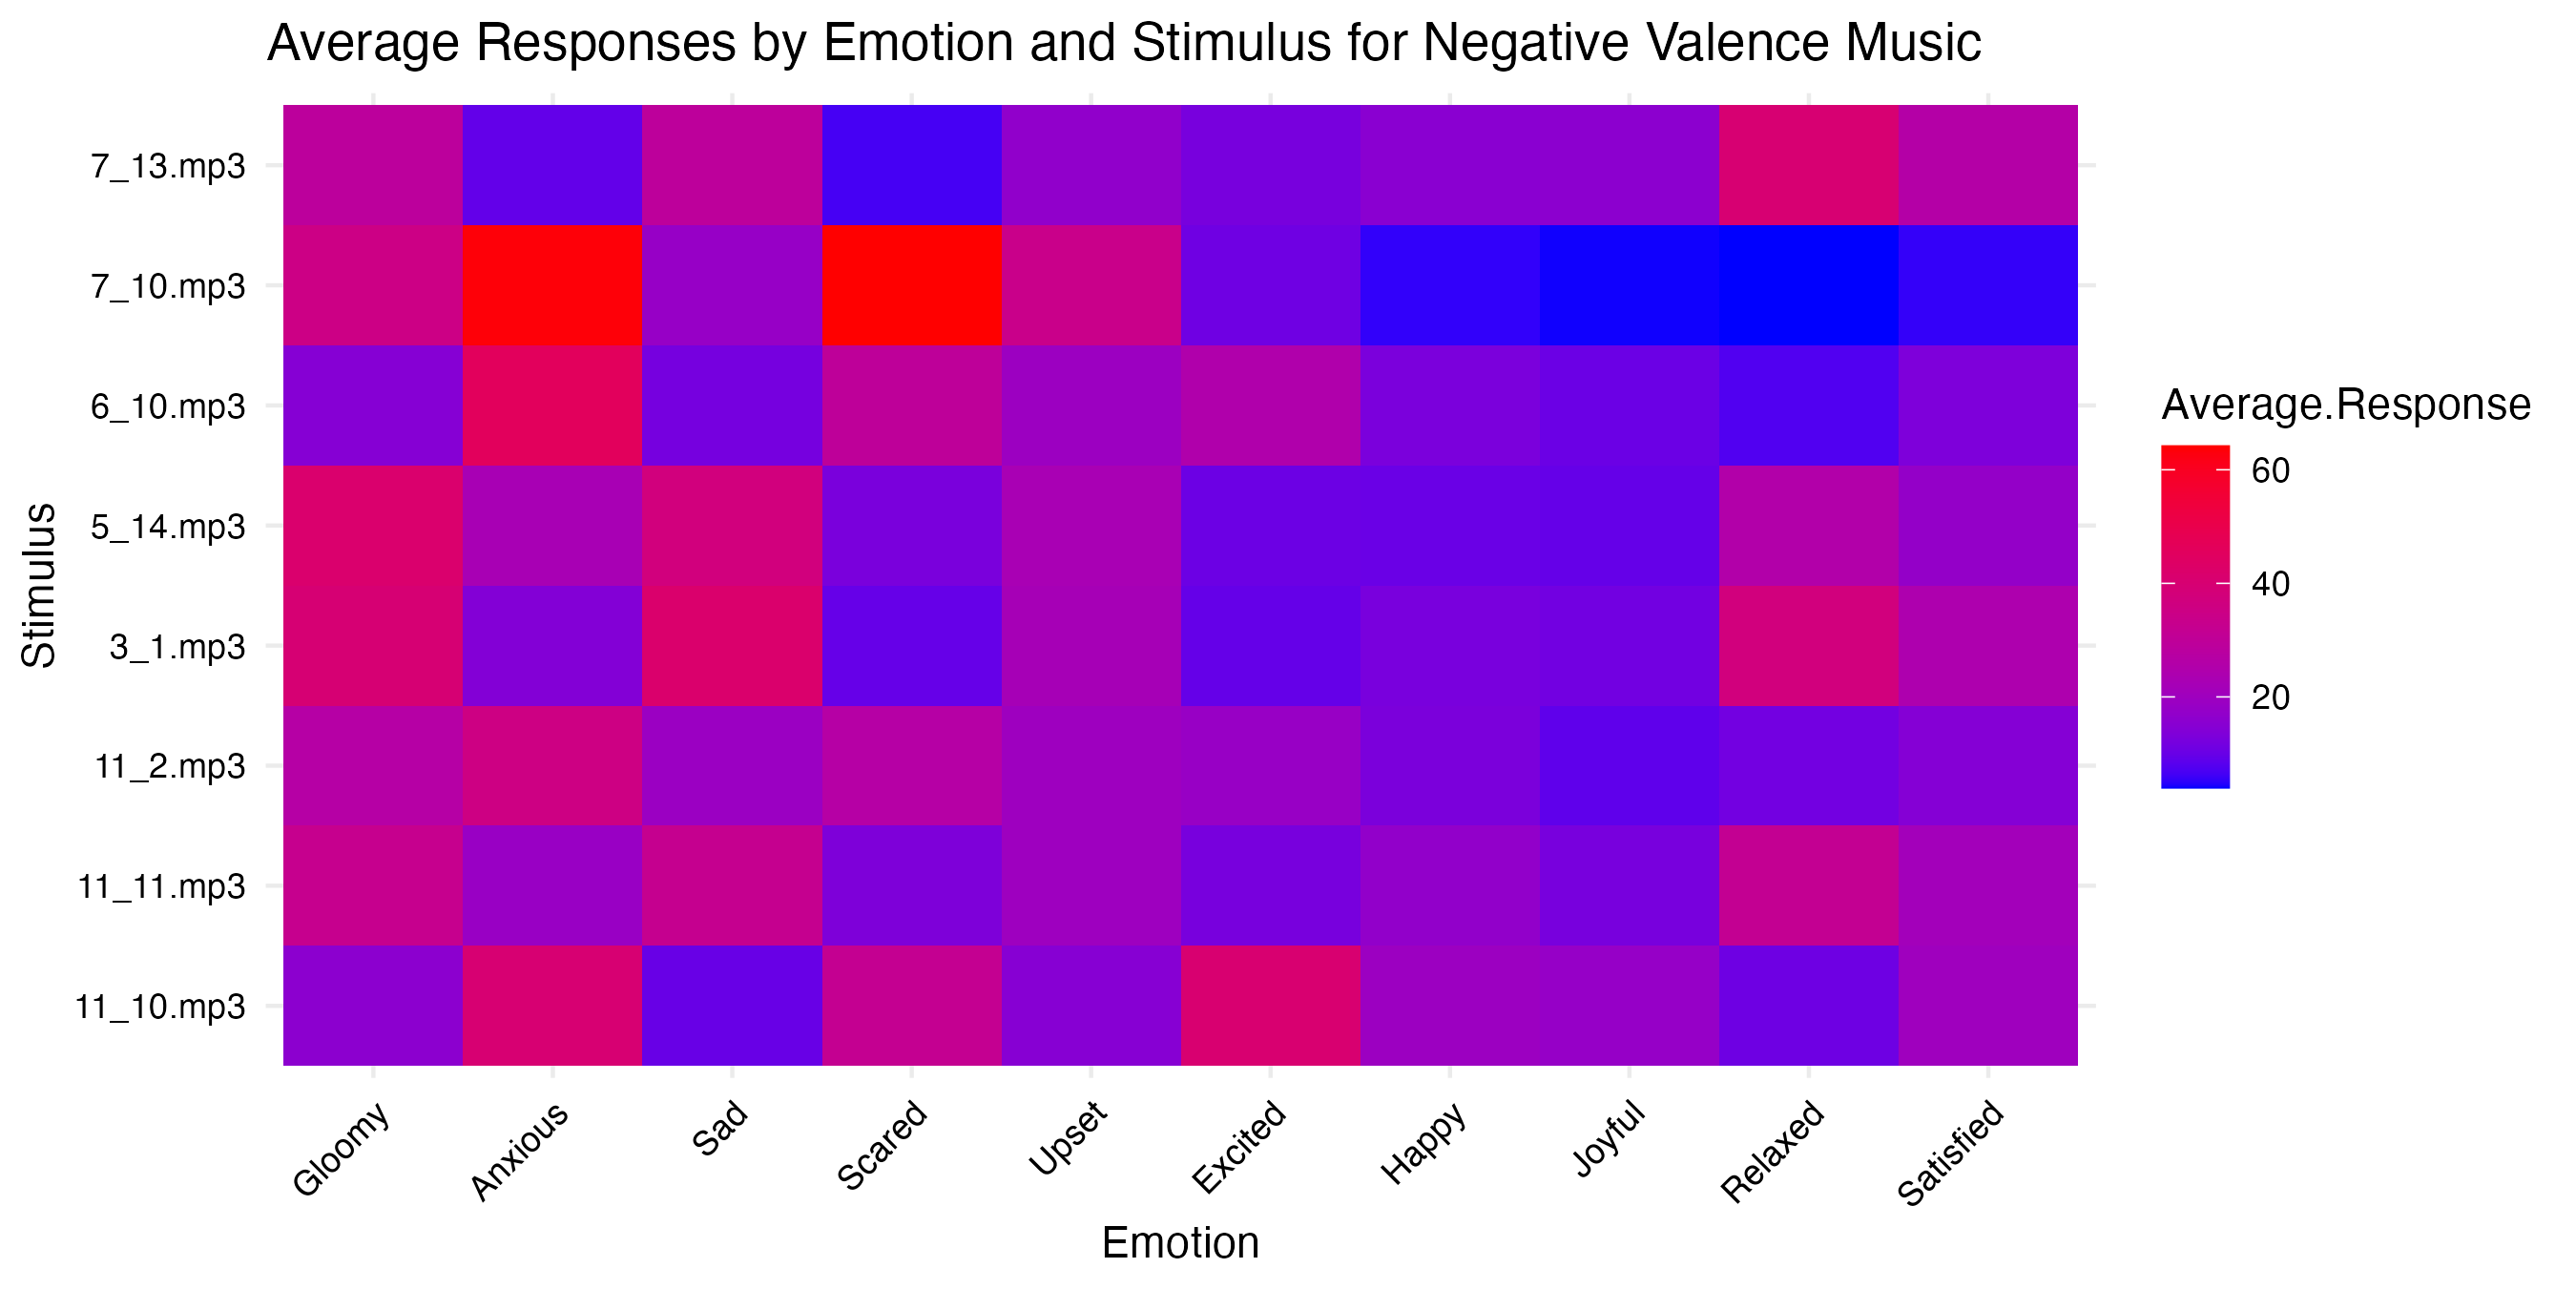 Average Responses by Emotion and Stimulus for Negative Valence Music
Stimulus
7_13.mp3
7_10.mp3
6_10.mp3
5_14.mp3
3_1.mp3
11_2.mp3
11_11.mp3
11_10.mp3
Gloomy
Anxious
Sad
Scared
Upset
Excited
Happy
Joyful
Relaxed
Satisfied
Emotion
Average.Response
60
40
20